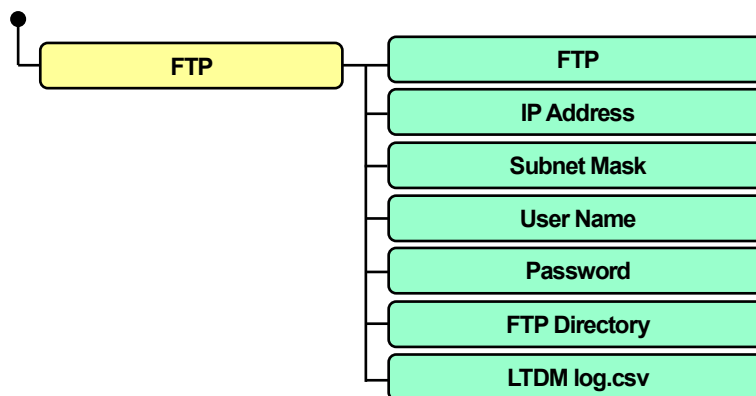 FTP
FTP
IP Address
Subnet Mask
User Name
Password
FTP Directory
LTDM log.csv